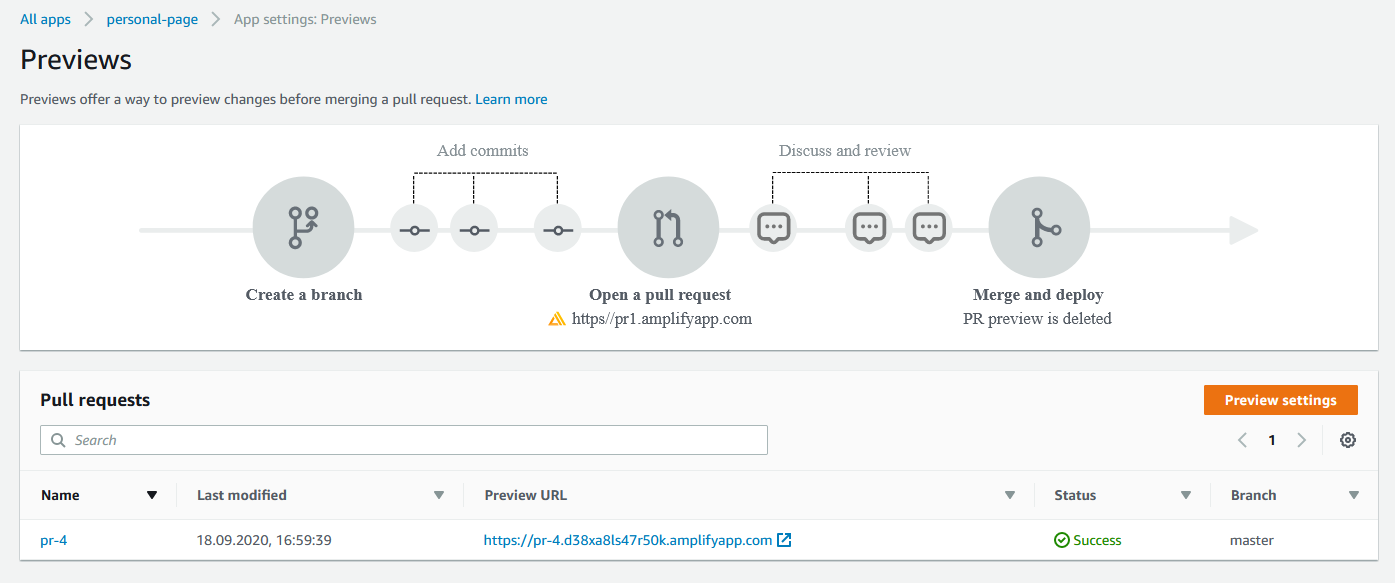 All apps > personal-page > App settings: Previews
Previews
Previews offer a way to preview changes before merging a pull request. Learn more
Add commits
Discuss and review
Create a branch
Open a pull request
Merge and deploy
https//pr1.amplifyapp.com
PR preview is deleted
Pull requests
Preview settings
Search
1
Name Last modified Preview URL Status Branch
pr-4 18.09.2020, 16:59:39 https://pr-4.d38xa8ls47r50k.amplifyapp.com Success master